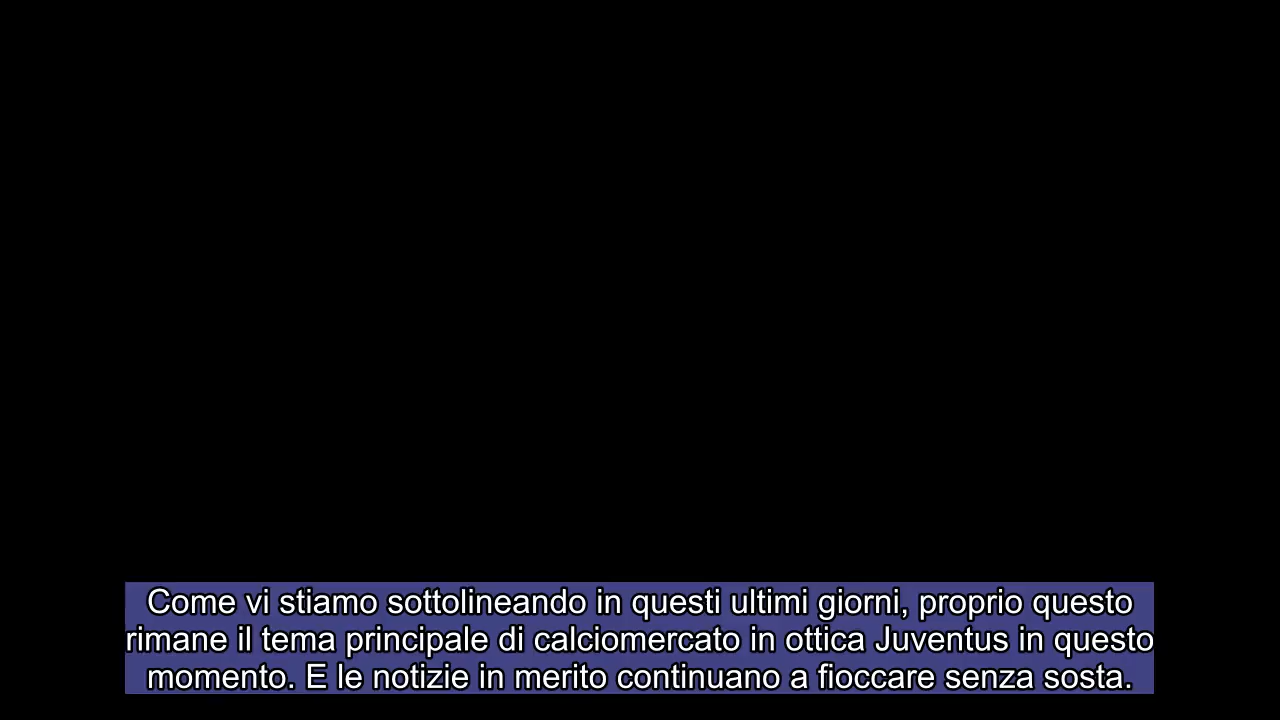 Come vi stiamo sottolineando in questi ultimi giorni, proprio questo
rimane il tema principale di calciomercato in ottica Juventus in questo
momento. E le notizie in merito continuano a fioccare senza sosta.